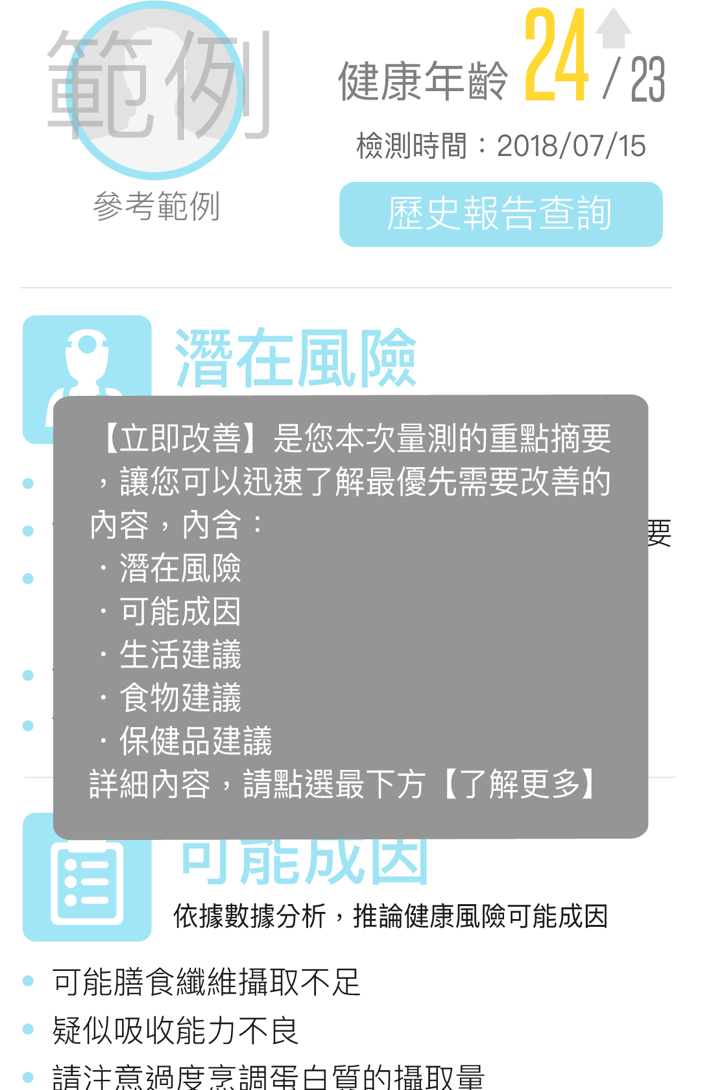 範例
健康年齡 24 / 23
檢測時間：2018/07/15
參考範例
歷史報告查詢
潛在風險
【立即改善】是您本次量測的重點摘要
，讓您可以迅速了解最優先需要改善的
內容，內含：
．潛在風險
．可能成因
．生活建議
．食物建議
．保健品建議
詳細內容，請點選最下方【了解更多】
要
可能成因
依據數據分析，推論健康風險可能成因
可能膳食纖維攝取不足
疑似吸收能力不良
請注意過度烹調蛋白質的攝取量